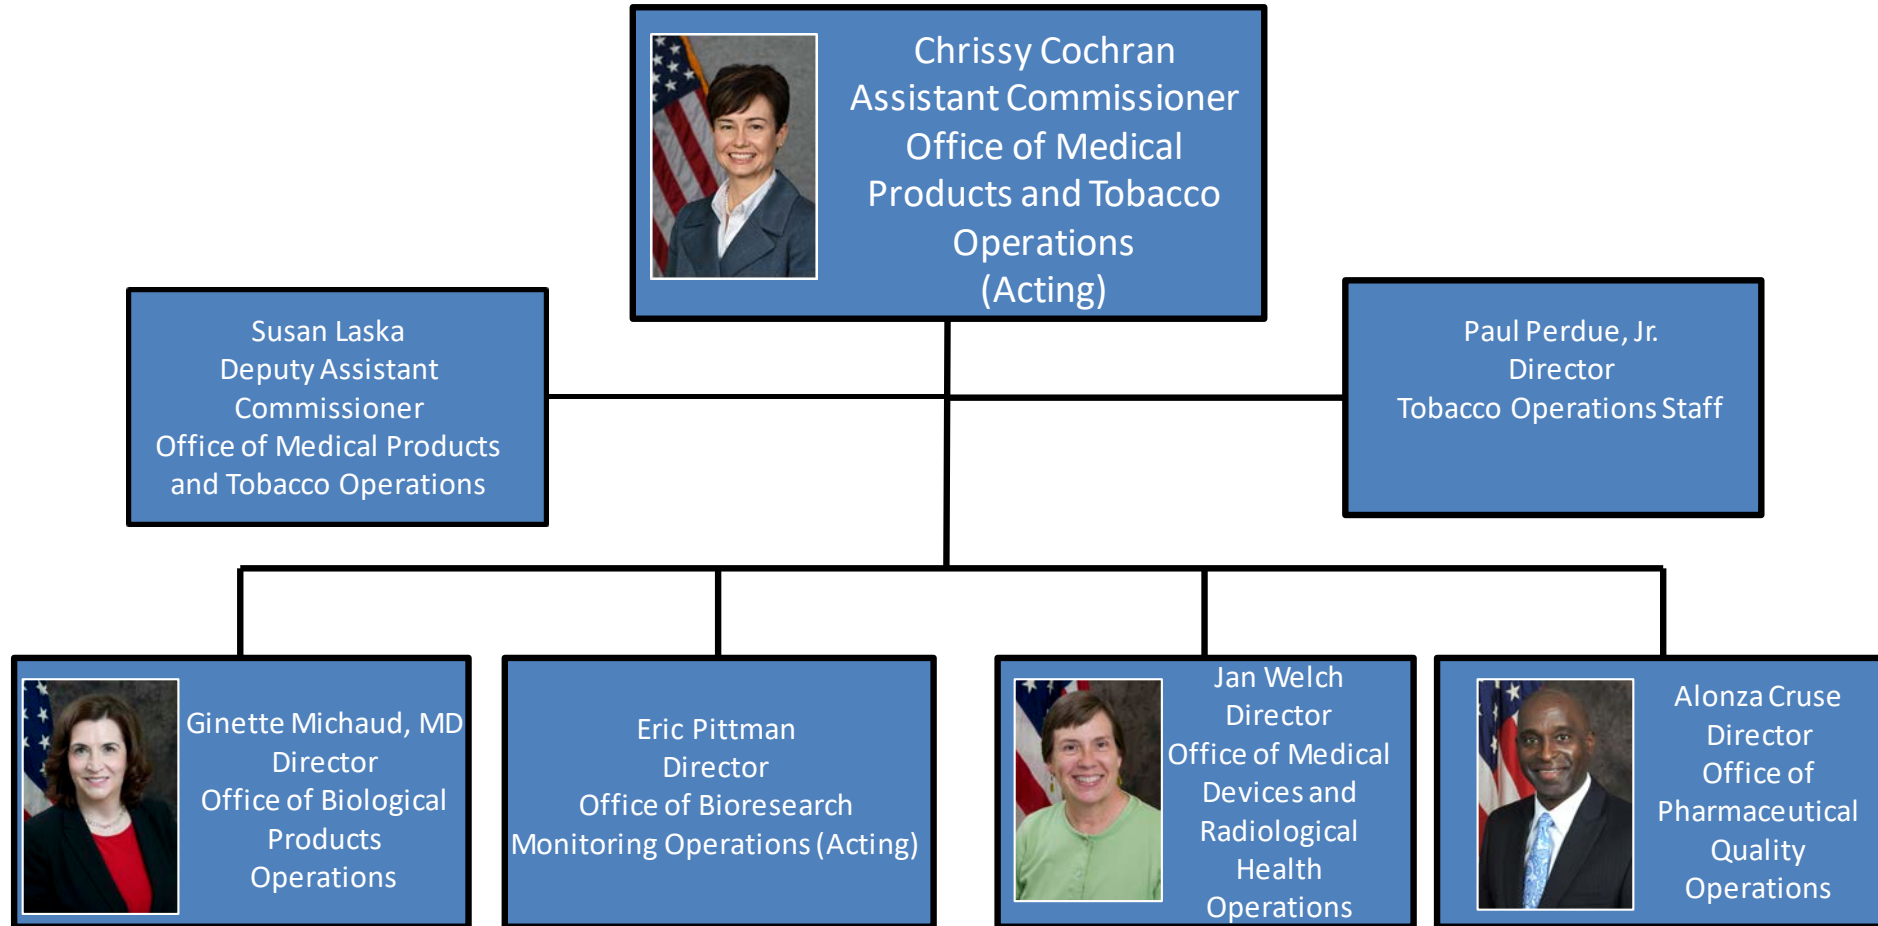 Chrissy Cochran
Assistant Commissioner
Office of Medical
Products and Tobacco
Operations
(Acting)
Susan Laska
Deputy Assistant
Commissioner
Office of Medical Products
and Tobacco Operations
Paul Perdue, Jr.
Director
Tobacco Operations Staff
Ginette Michaud, MD
Director
Office of Biological
Products
Operations
Eric Pittman
Director
Office of Bioresearch
Monitoring Operations (Acting)
Jan Welch
Director
Office of Medical
Devices and
Radiological
Health
Operations
Alonza Cruse
Director
Office of
Pharmaceutical
Quality
Operations